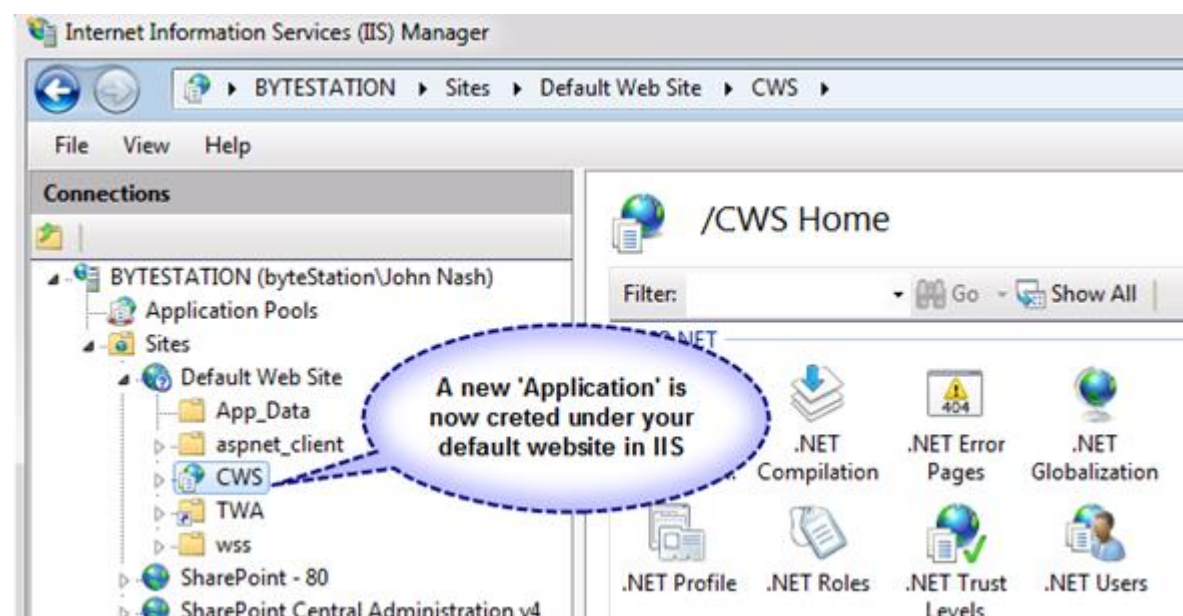 Internet Information Services (IIS) Manager
BYTESTATION Sites Default Web Site CWS
File View Help
Connections
/CWS Home
Filter: Go Show All
BYTESTATION (byteStation\John Nash)
Application Pools
Sites
Default Web Site
App_Data
aspnet_client
CWS
TWA
wss
SharePoint - 80
SharePoint Central Administration v4
A new 'Application' is
now creted under your
default website in IIS
.NET
Compilation
.NET Error
Pages
.NET
Globalization
.NET Profile
.NET Roles
.NET Trust
Levels
.NET Users
404